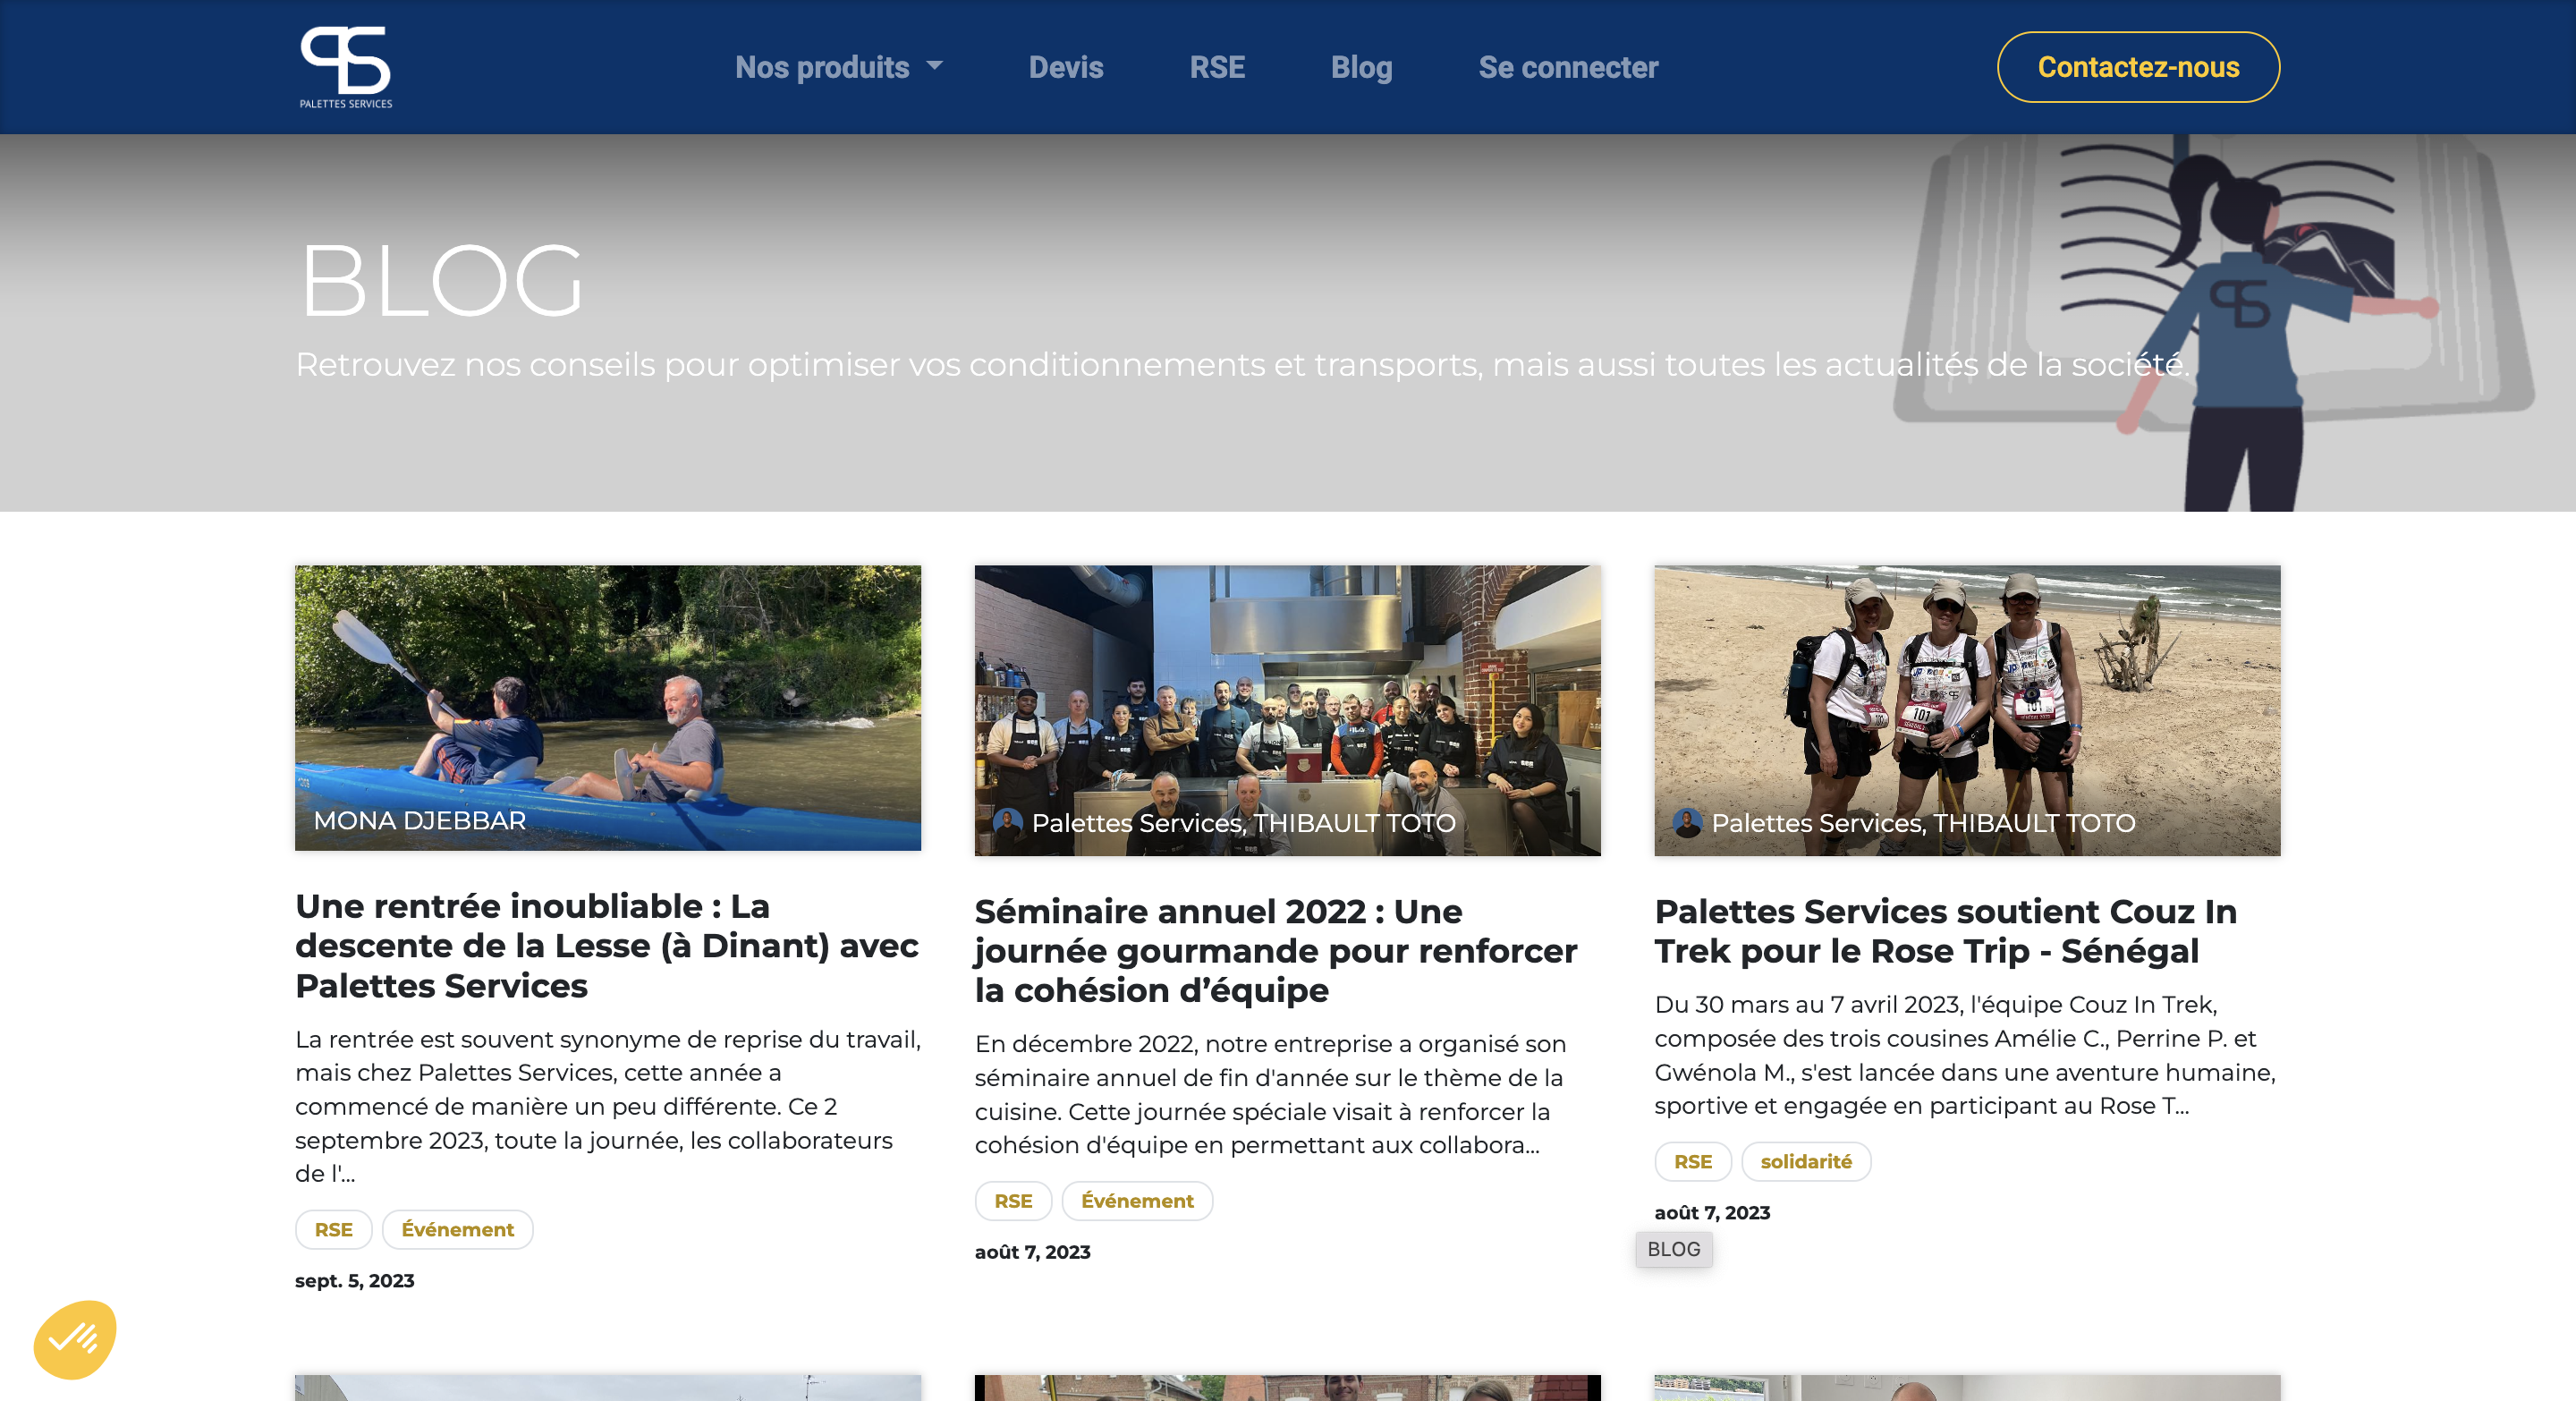 PALETTES SERVICES
Nos produits
Devis
RSE
Blog
Se connecter
Contactez-nous
BLOG
Retrouvez nos conseils pour optimiser vos conditionnements et transports, mais aussi toutes les actualités de la société.
MONA DJEBBAR
Une rentrée inoubliable : La
descente de la Lesse (à Dinant) avec
Palettes Services
La rentrée est souvent synonyme de reprise du travail,
mais chez Palettes Services, cette année a
commencé de manière un peu différente. Ce 2
septembre 2023, toute la journée, les collaborateurs
de l'...
RSE
Événement
sept. 5, 2023
Palettes Services, THIBAULT TOTO
Séminaire annuel 2022 : Une
journée gourmande pour renforcer
la cohésion d’équipe
En décembre 2022, notre entreprise a organisé son
séminaire annuel de fin d'année sur le thème de la
cuisine. Cette journée spéciale visait à renforcer la
cohésion d'équipe en permettant aux collabora...
RSE
Événement
août 7, 2023
101
101
Palettes Services, THIBAULT TOTO
Palettes Services soutient Couz In
Trek pour le Rose Trip - Sénégal
Du 30 mars au 7 avril 2023, l'équipe Couz In Trek,
composée des trois cousines Amélie C., Perrine P. et
Gwénola M., s'est lancée dans une aventure humaine,
sportive et engagée en participant au Rose T...
RSE
solidarité
août 7, 2023
BLOG